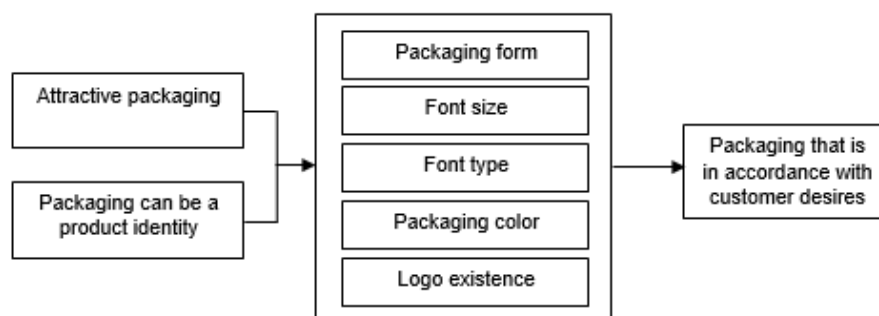 Attractive packaging
Packaging can be a
product identity
Packaging form
Font size
Font type
Packaging color
Logo existence
Packaging that is
in accordance with
customer desires